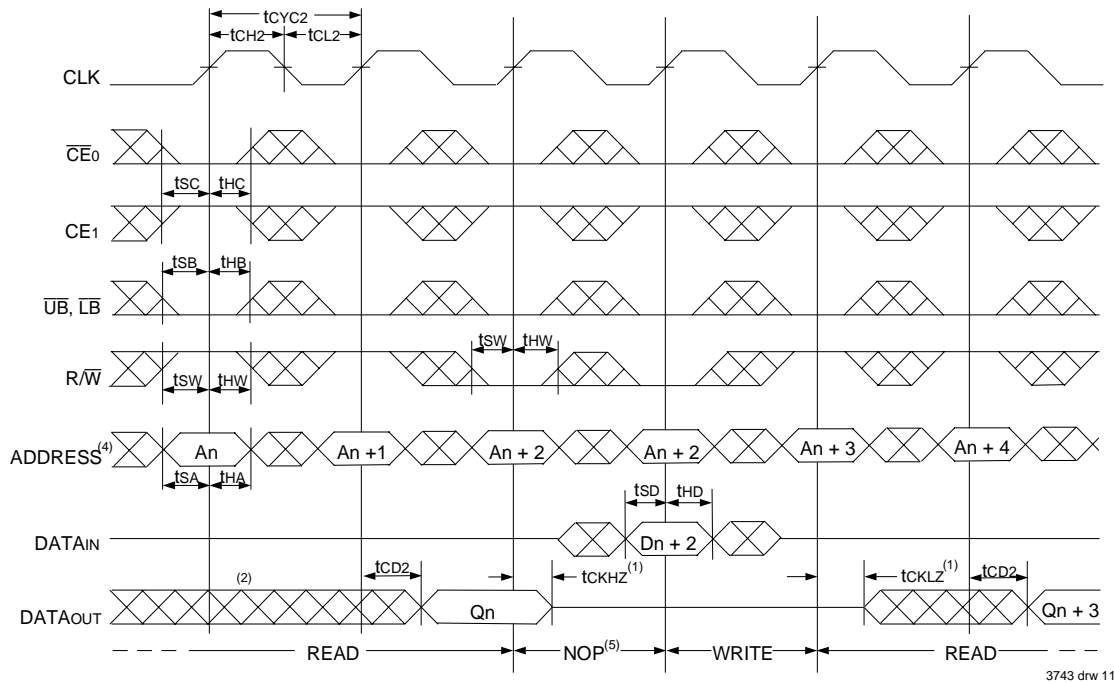 tCYC2
tCH2 tCL2
CLK
CE0
tSC tHC
CE1
tSB tHB
UB, LB
tSW tHW
R/W
tSW tHW
ADDRESS(4) An An +1 An + 2 An + 2 An + 3 An + 4
tSA tHA
tSD tHD
DATAIN Dn + 2
(2) tCD2 tCKHZ(1) tCKLZ(1) tCD2
DATAOUT Qn Qn + 3
READ NOP(5) WRITE READ
3743 drw 11